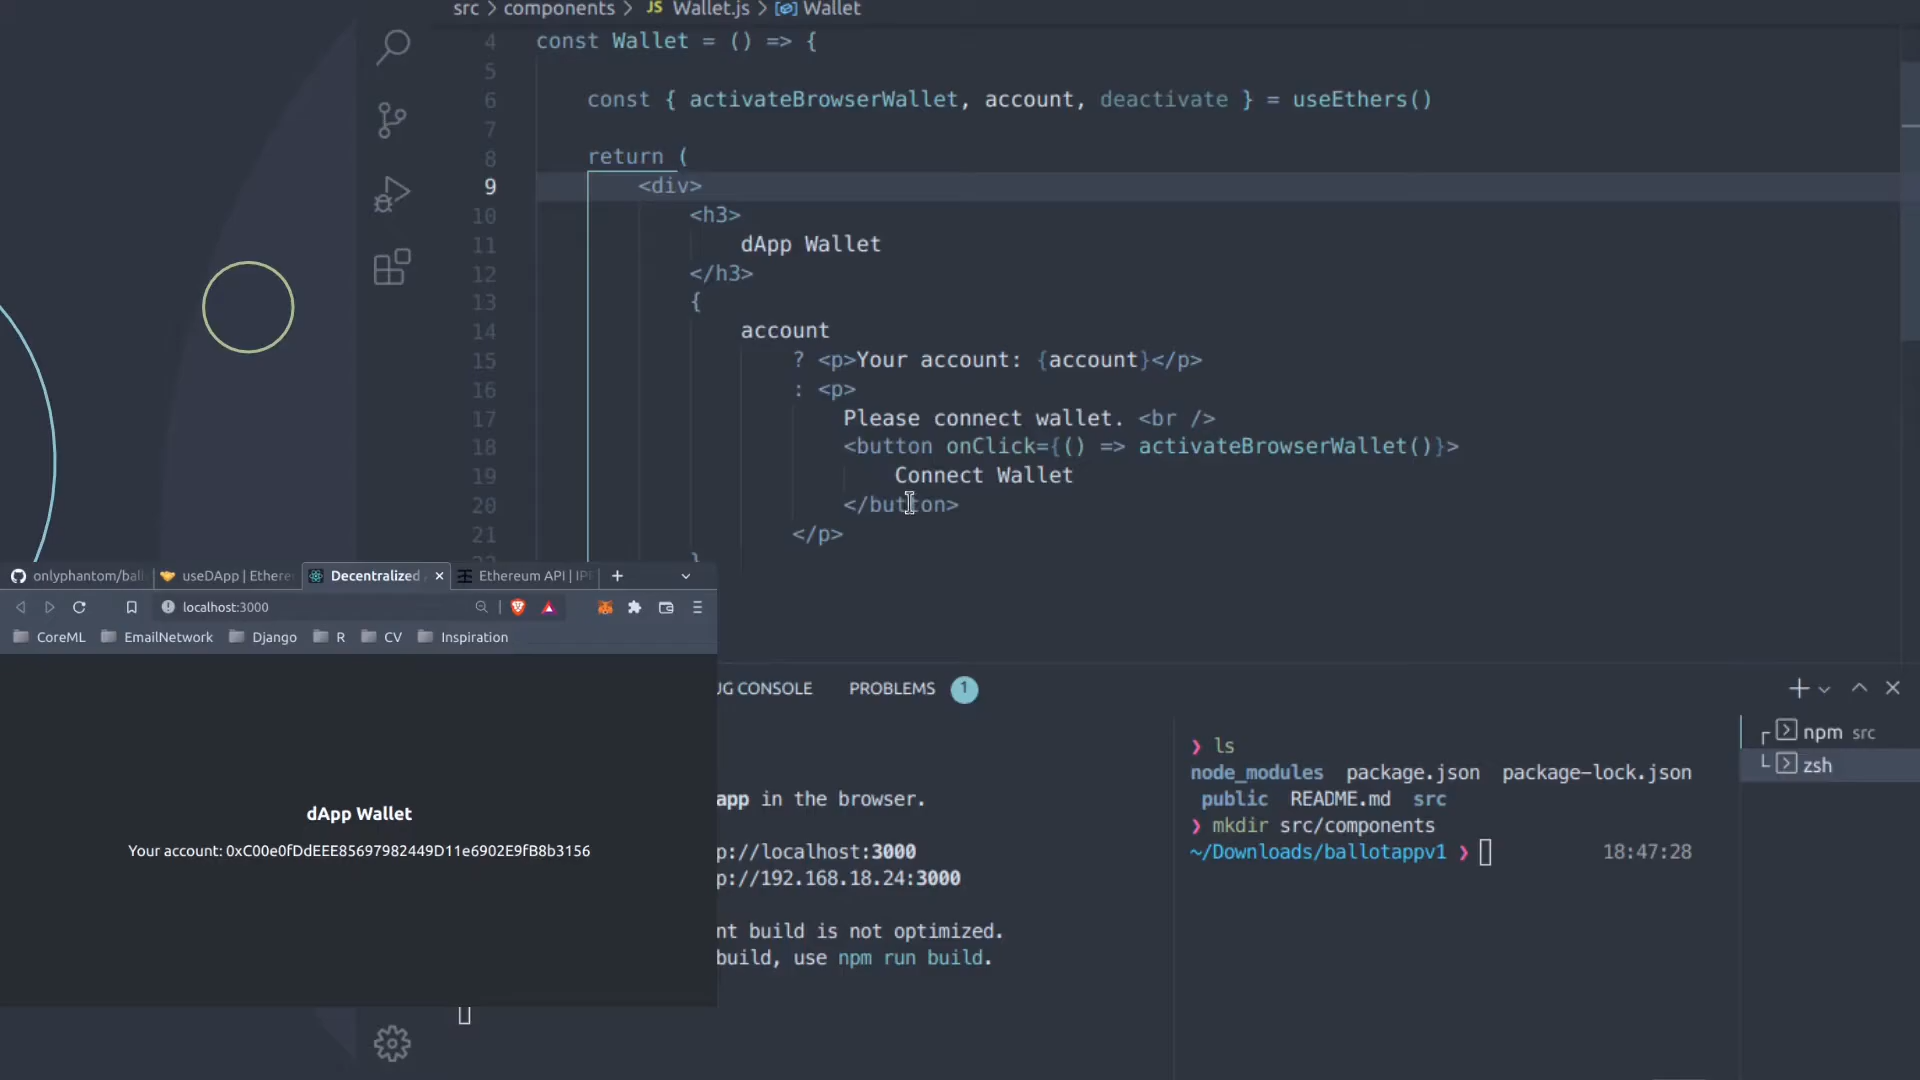 src > components > JS Wallet.js > Wallet
4 const Wallet = () => {
5
6 const { activateBrowserWallet, account, deactivate } = useEthers()
7
8 return (
9 <div>
10 <h3>
11 dApp Wallet
12 </h3>
13 {
14 account
15 ? <p>Your account: {account}</p>
16 : <p>
17 Please connect wallet. <br />
18 <button onClick={() => activateBrowserWallet()}>
19 Connect Wallet
20 </button>
21 </p>
}
onlyphantom/bal
useDApp | Ethere
Decentralized
Ethereum API | IP
localhost:3000
CoreML EmailNetwork Django R CV Inspiration
dApp Wallet
Your account: 0xC00e0fDdEEE85697982449D11e6902E9fB8b3156
UG CONSOLE PROBLEMS 1
app in the browser.
p://localhost:3000
p://192.168.18.24:3000
nt build is not optimized.
build, use npm run build.
❯ ls
node_modules package.json package-lock.json
public README.md src
❯ mkdir src/components
~/Downloads/ballotappv1 ❯ 18:47:28
npm src
zsh